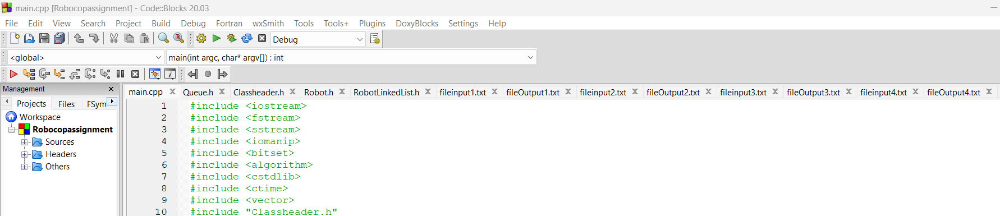 main.cpp [Robocopassignment] - Code::Blocks 20.03
File Edit View Search Project Build Debug Fortran wxSmith Tools Tools+ Plugins DoxyBlocks Settings Help
Debug
<global> main(int argc, char* argv[]) : int
Management
main.cpp Queue.h Classheader.h Robot.h RobotLinkedList.h fileinput1.txt fileOutput1.txt fileinput2.txt fileOutput2.txt fileinput3.txt fileOutput3.txt fileinput4.txt fileOutput4.txt
Projects Files FSym
Workspace
Robocopassignment
Sources
Headers
Others
1 #include <iostream>
2 #include <fstream>
3 #include <sstream>
4 #include <iomanip>
5 #include <bitset>
6 #include <algorithm>
7 #include <cstdlib>
8 #include <ctime>
9 #include <vector>
10 #include "Classheader.h"